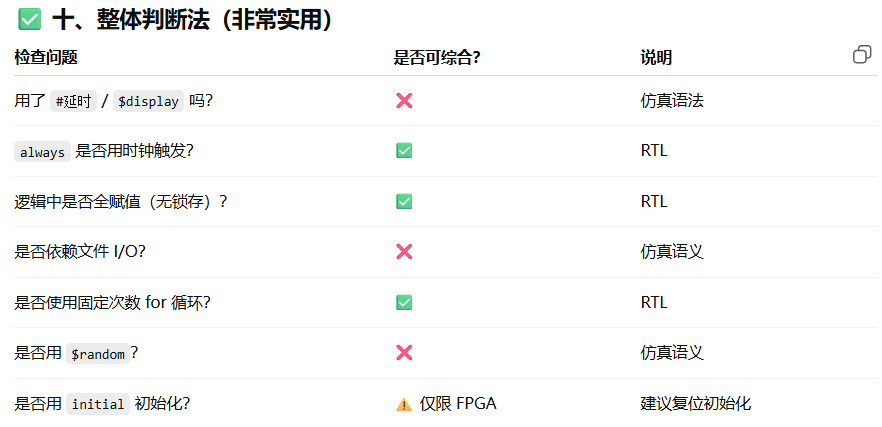 ✅ 十、整体判断法（非常实用）
检查问题 是否可综合? 说明
用了 #延时 / $display 吗? ❌ 仿真语法
always 是否用时钟触发? ✅ RTL
逻辑中是否全赋值（无锁存）? ✅ RTL
是否依赖文件 I/O? ❌ 仿真语义
是否使用固定次数 for 循环? ✅ RTL
是否用 $random? ❌ 仿真语义
是否用 initial 初始化? ⚠️ 仅限 FPGA 建议复位初始化